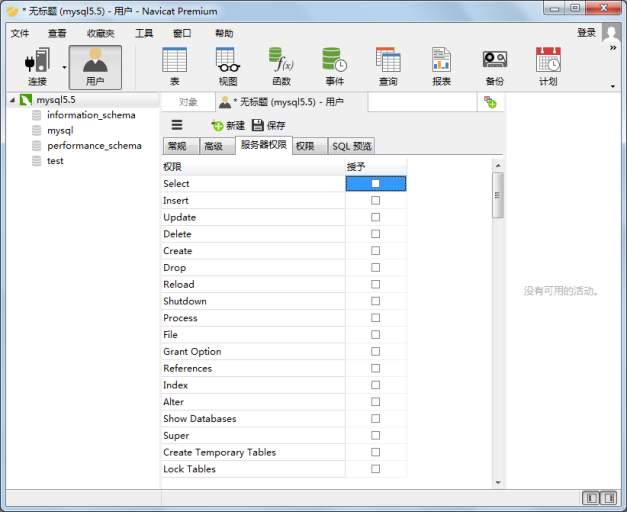 * 无标题 (mysql5.5) - 用户 - Navicat Premium
文件 查看 收藏夹 工具 窗口 帮助 登录
连接 用户 表 视图 函数 事件 查询 报表 备份 计划
mysql5.5
information_schema
mysql
performance_schema
test
对象 * 无标题 (mysql5.5) - 用户
新建 保存
常规 高级 服务器权限 权限 SQL 预览
权限 授予
Select
Insert
Update
Delete
Create
Drop
Reload
Shutdown
Process
File
Grant Option
References
Index
Alter
Show Databases
Super
Create Temporary Tables
Lock Tables
没有可用的活动。